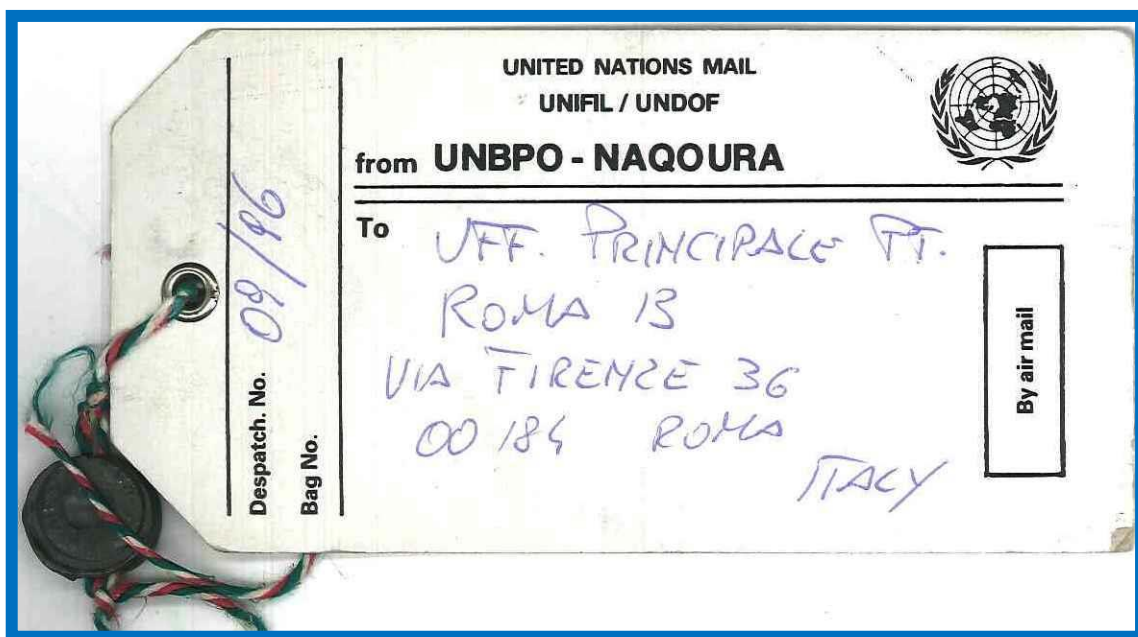 UNITED NATIONS MAIL
UNIFIL / UNDOF
from UNBPO - NAQOURA
To UFF. PRINCIPALE PT.
ROMA 13
VIA FIRENZE 36
00184 ROMA
ITALY
By air mail
Despatch. No. 09/96
Bag No.